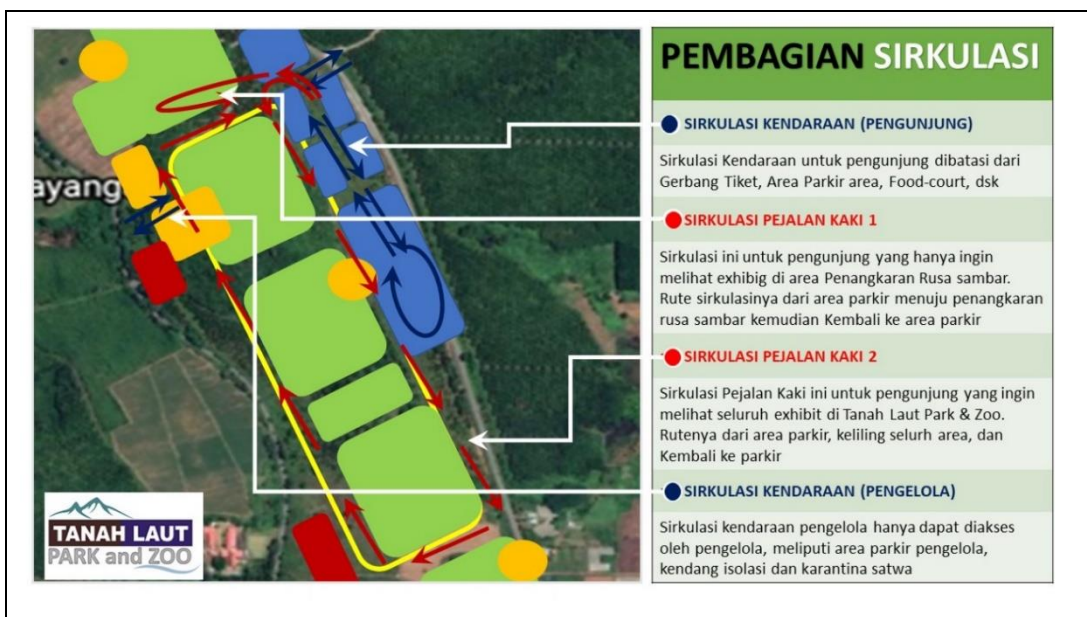 ayang
TANAH LAUT
PARK and ZOO
PEMBAGIAN SIRKULASI
SIRKULASI KENDARAAN (PENGUNJUNG)
Sirkulasi Kendaraan untuk pengunjung dibatasi dari
Gerbang Tiket, Area Parkir area, Food-court, dsk
SIRKULASI PEJALAN KAKI 1
Sirkulasi ini untuk pengunjung yang hanya ingin
melihat exhibig di area Penangkaran Rusa sambar.
Rute sirkulasinya dari area parkir menuju penangkaran
rusa sambar kemudian Kembali ke area parkir
SIRKULASI PEJALAN KAKI 2
Sirkulasi Pejalan Kaki ini untuk pengunjung yang ingin
melihat seluruh exhibit di Tanah Laut Park & Zoo.
Rutenya dari area parkir, keliling selurh area, dan
Kembali ke parkir
SIRKULASI KENDARAAN (PENGELOLA)
Sirkulasi kendaraan pengelola hanya dapat diakses
oleh pengelola, meliputi area parkir pengelola,
kendang isolasi dan karantina satwa